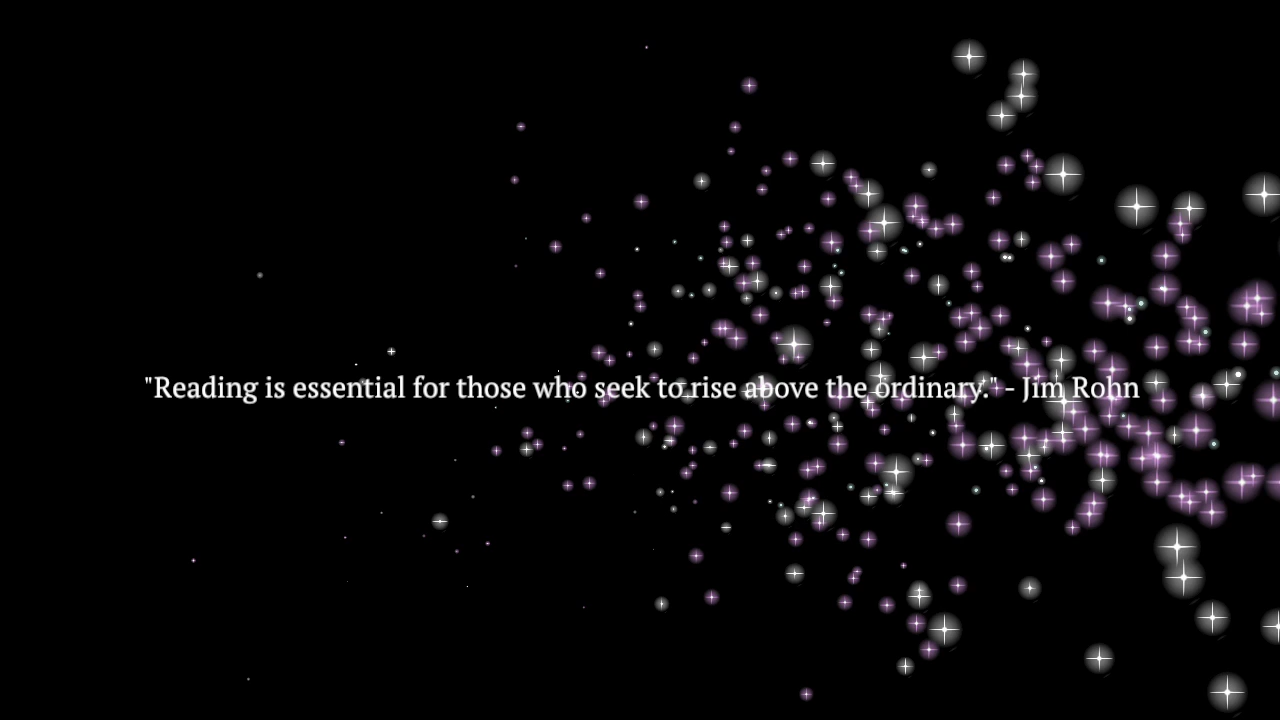 "Reading is essential for those who seek to rise above the ordinary." - Jim Rohn